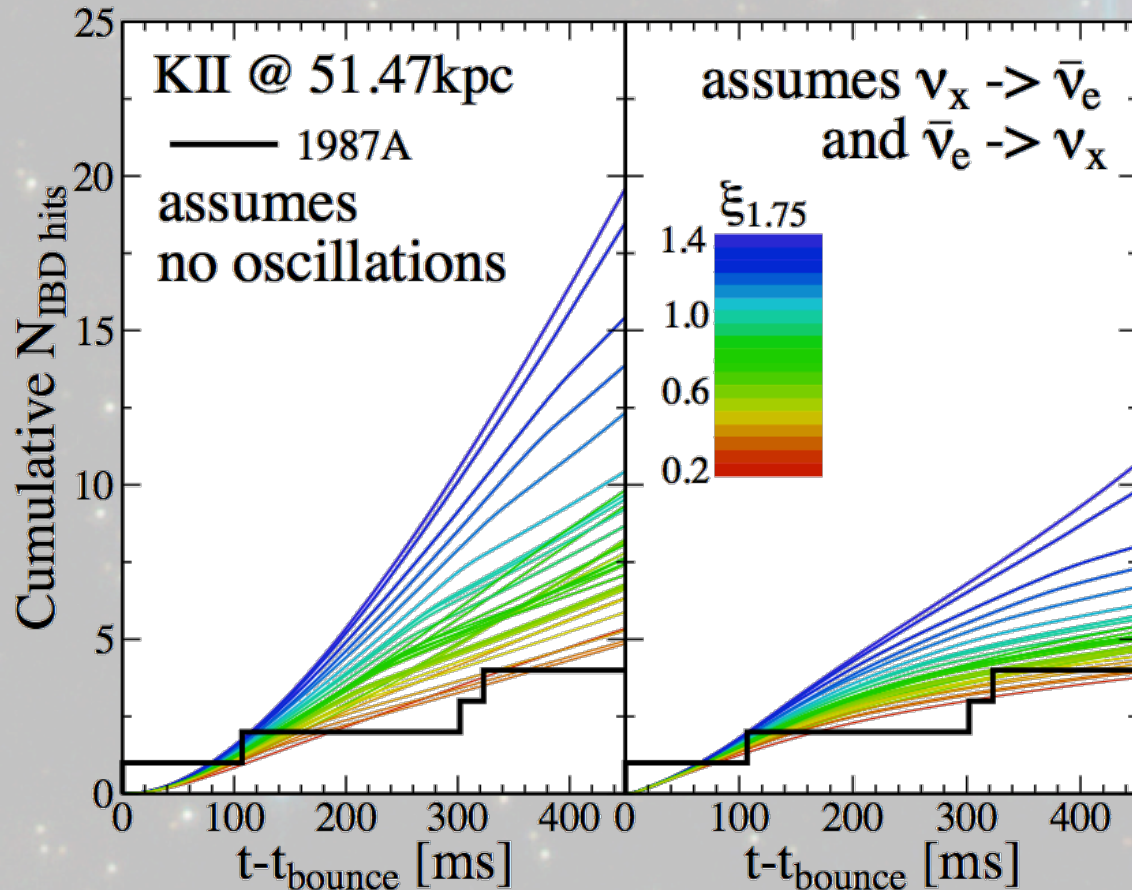 25
20
15
10
5
0
Cumulative N_IBD hits
KII @ 51.47kpc
1987A
assumes
no oscillations
0 100 200 300 400
t-t_bounce [ms]
assumes ν_x -> ν̄_e
and ν̄_e -> ν_x
ξ_1.75
1.4
1.0
0.6
0.2
0 100 200 300 400
t-t_bounce [ms]